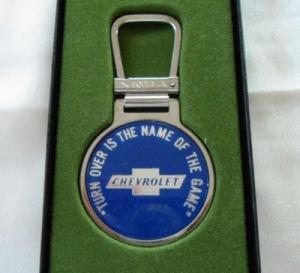 "TURN OVER IS THE NAME OF THE GAME"
CHEVROLET